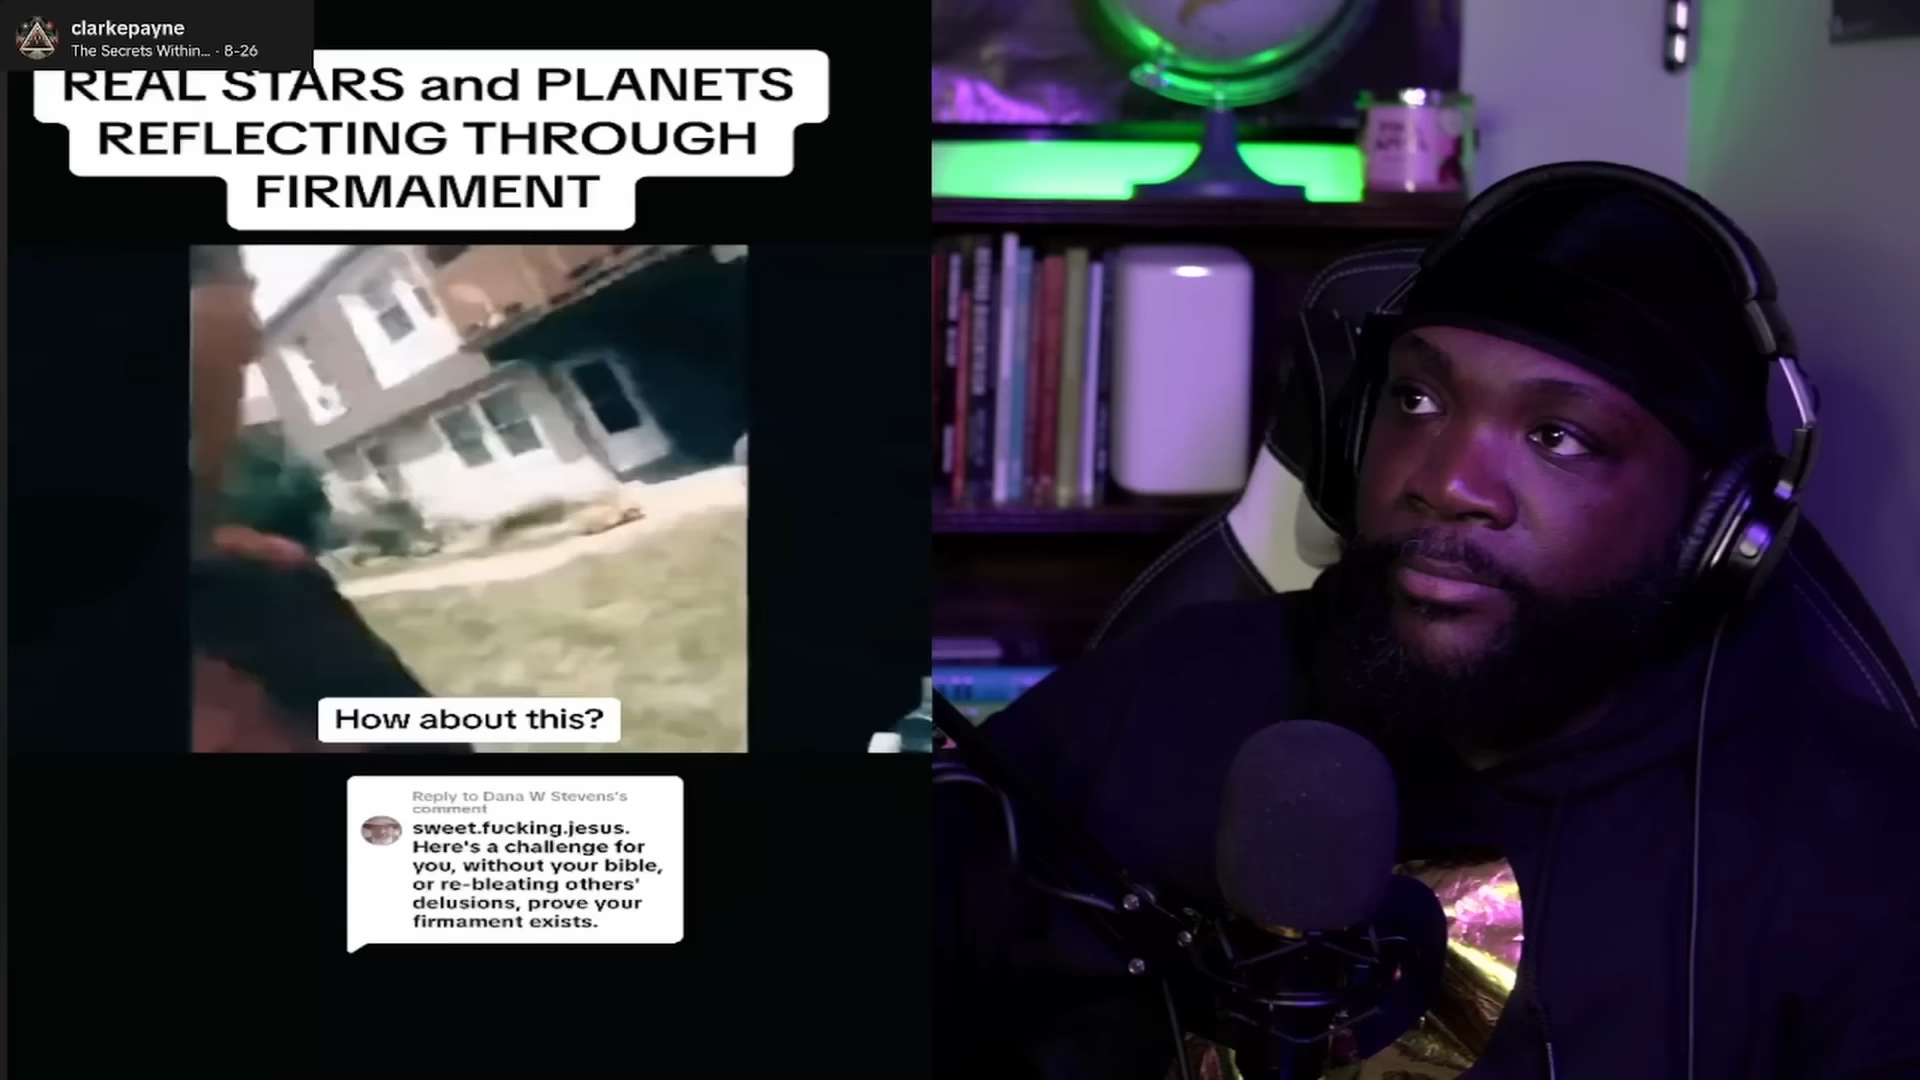 clarkepayne
The Secrets Within... · 8-26
REAL STARS and PLANETS
REFLECTING THROUGH
FIRMAMENT
How about this?
Reply to Dana W Stevens's
comment
sweet.fucking.jesus.
Here's a challenge for
you, without your bible,
or re-bleating others'
delusions, prove your
firmament exists.